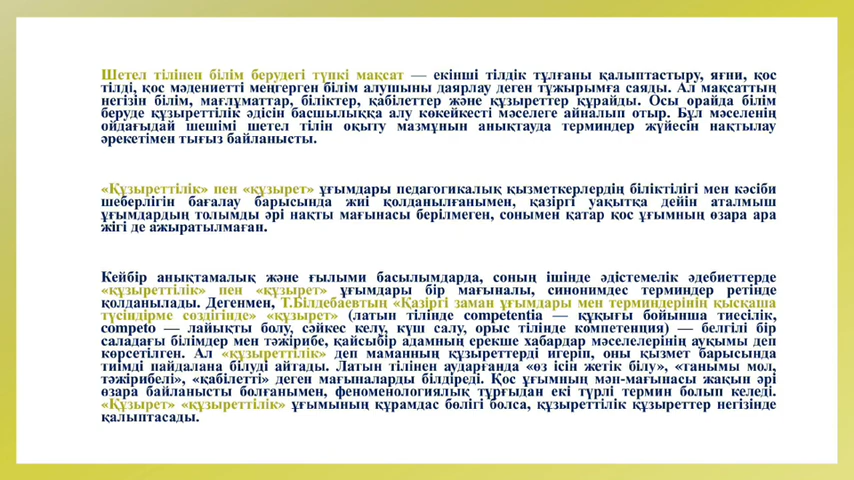 Шетел тілінен білім берудегі түпкі мақсат — екінші тілдік тұлғаны қалыптастыру, яғни, қос
тілді, қос мәдениетті меңгерген білім алушыны даярлау деген тұжырымға саяды. Ал мақсаттың
негізін білім, мағлұматтар, біліктер, қабілеттер және құзыреттер құрайды. Осы орайда білім
беруде құзыреттілік әдісін басшылыққа алу көкейкесті мәселеге айналып отыр. Бұл мәселенің
ойдағыдай шешімі шетел тілін оқыту мазмұнын анықтауда терминдер жүйесін нақтылау
әрекетімен тығыз байланысты.
«Құзыреттілік» пен «құзырет» ұғымдары педагогикалық қызметкерлердің біліктілігі мен кәсіби
шеберлігін бағалау барысында жиі қолданылғанымен, қазіргі уақытқа дейін аталмыш
ұғымдардың толымды әрі нақты мағынасы берілмеген, сонымен қатар қос ұғымның өзара ара
жігі де ажыратылмаған.
Кейбір анықтамалық және ғылыми басылымдарда, соның ішінде әдістемелік әдебиеттерде
«құзыреттілік» пен «құзырет» ұғымдары бір мағыналы, синонимдес терминдер ретінде
қолданылады. Дегенмен, Т.Білдебаевтың «Қазіргі заман ұғымдары мен терминдерінің қысқаша
түсіндірме сөздігінде» «құзырет» (латын тілінде competentia — құқығы бойынша тиесілік,
competo — лайықты болу, сәйкес келу, күш салу, орыс тілінде компетенция) — белгілі бір
саладағы білімдер мен тәжірибе, қайсыбір адамның ерекше хабардар мәселелерінің ауқымы деп
көрсетілген. Ал «құзыреттілік» деп маманның құзыреттерді игеріп, оны қызмет барысында
тиімді пайдалана білуді айтады. Латын тілінен аударғанда «өз ісін жетік білу», «танымы мол,
тәжірибелі», «қабілетті» деген мағыналарды білдіреді. Қос ұғымның мән-мағынасы жақын әрі
өзара байланысты болғанымен, феноменологиялық тұрғыдан екі түрлі термин болып келеді.
«Құзырет» «құзыреттілік» ұғымының құрамдас бөлігі болса, құзыреттілік құзыреттер негізінде
қалыптасады.